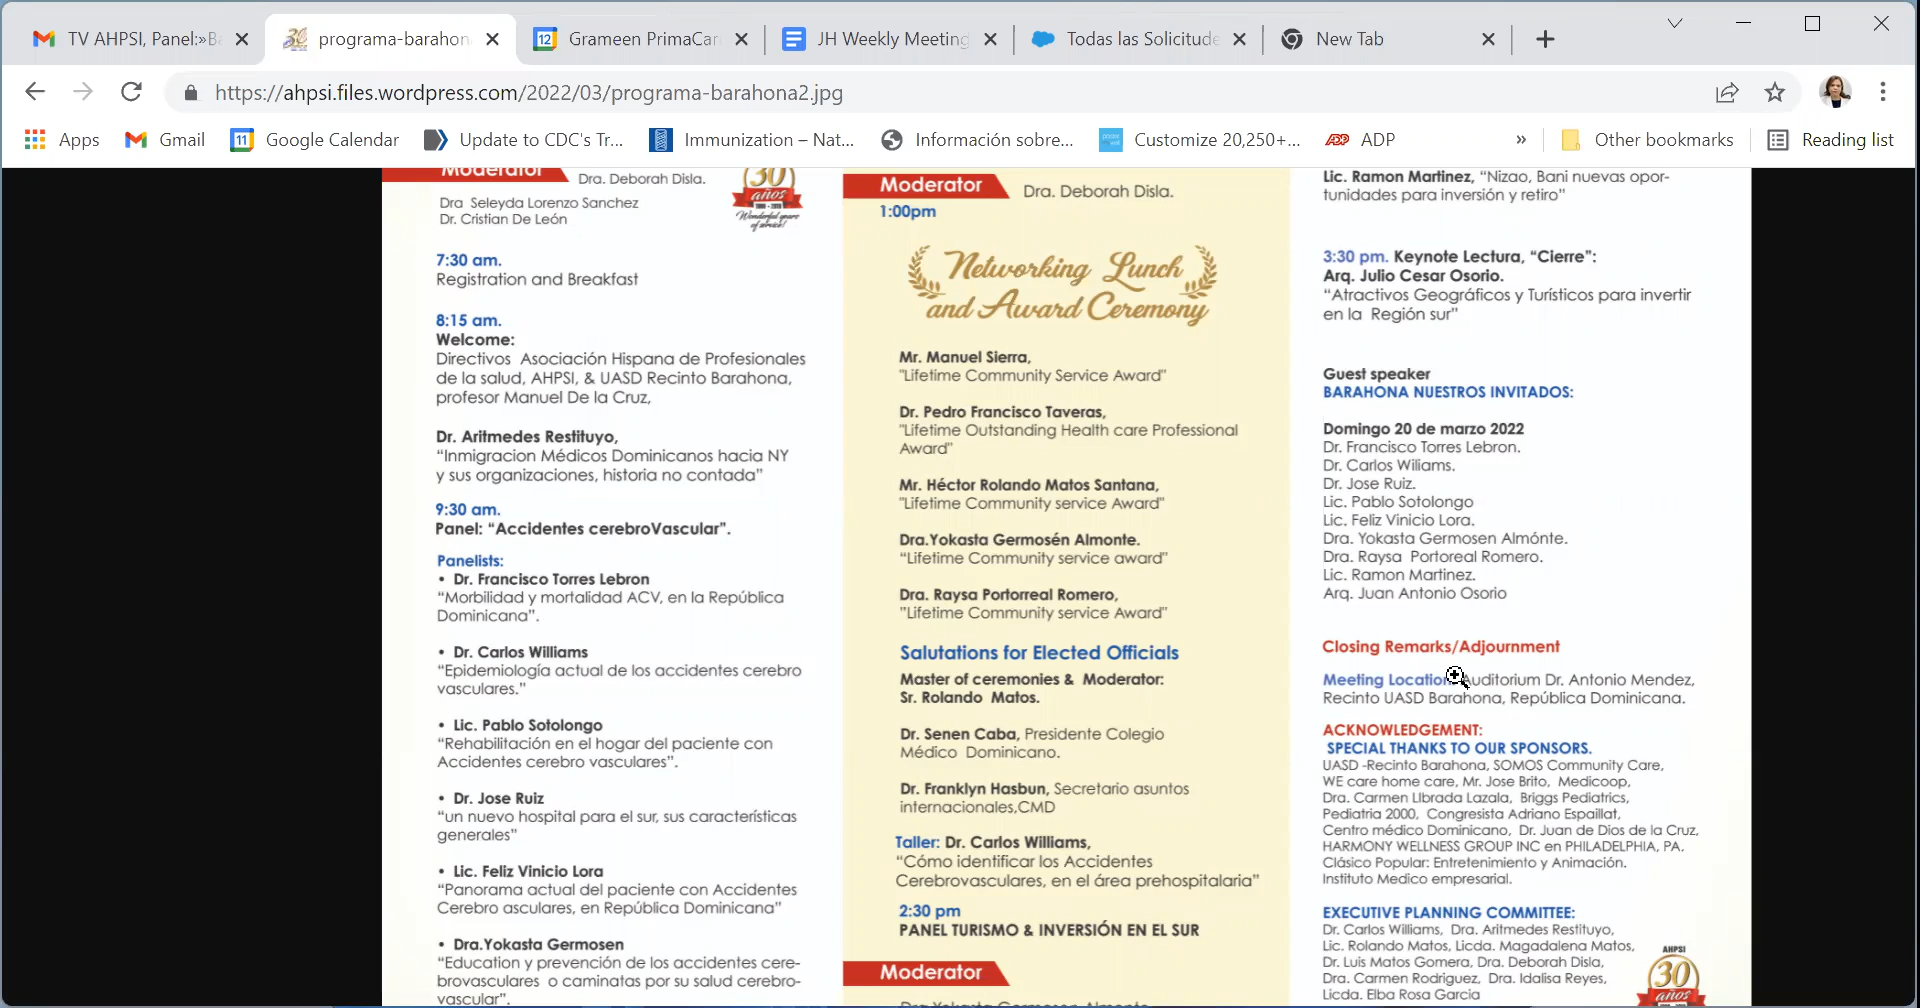 TV AHPSI, Panel:»B
programa-barahon
12
Grameen PrimaCar
JH Weekly Meeting
Todas las Solicitude
New Tab
https://ahpsi.files.wordpress.com/2022/03/programa-barahona2.jpg
Apps
Gmail
11
Google Calendar
Update to CDC's Tr...
Immunization – Nat...
Información sobre...
Customize 20,250+...
ADP
ADP
»
Other bookmarks
Reading list
Moderator
Dra. Deborah Disla.
Dra Seleyda Lorenzo Sanchez
Dr. Cristian De León
30
años
Wonderful years
of service!
7:30 am.
Registration and Breakfast
8:15 am.
Welcome:
Directivos Asociación Hispana de Profesionales
de la salud, AHPSI, & UASD Recinto Barahona,
profesor Manuel De la Cruz,
Dr. Aritmedes Restituyo,
“Inmigracion Médicos Dominicanos hacia NY
y sus organizaciones, historia no contada”
9:30 am.
Panel: “Accidentes cerebroVascular”.
Panelists:
• Dr. Francisco Torres Lebron
“Morbilidad y mortalidad ACV, en la República
Dominicana”.
• Dr. Carlos Williams
“Epidemiología actual de los accidentes cerebro
vasculares.”
• Lic. Pablo Sotolongo
“Rehabilitación en el hogar del paciente con
Accidentes cerebro vasculares”.
• Dr. Jose Ruiz
“un nuevo hospital para el sur, sus características
generales”
• Lic. Feliz Vinicio Lora
“Panorama actual del paciente con Accidentes
Cerebro asculares, en República Dominicana”
• Dra.Yokasta Germosen
“Education y prevención de los accidentes cere-
brovasculares o caminatas por su salud cerebro-
vascular”.
Moderator
Dra. Deborah Disla.
1:00pm
Networking Lunch
and Award Ceremony
Mr. Manuel Sierra,
"Lifetime Community Service Award"
Dr. Pedro Francisco Taveras,
"Lifetime Outstanding Health care Professional
Award"
Mr. Héctor Rolando Matos Santana,
"Lifetime Community service Award"
Dra.Yokasta Germosén Almonte.
“Lifetime Community service award”
Dra. Raysa Portorreal Romero,
"Lifetime Community service Award"
Salutations for Elected Officials
Master of ceremonies & Moderator:
Sr. Rolando Matos.
Dr. Senen Caba, Presidente Colegio
Médico Dominicano.
Dr. Franklyn Hasbun, Secretario asuntos
internacionales,CMD
Taller: Dr. Carlos Williams,
“Cómo identificar los Accidentes
Cerebrovasculares, en el área prehospitalaria”
2:30 pm
PANEL TURISMO & INVERSIÓN EN EL SUR
Moderator
Dra Yokasta Germosen Almonte
Lic. Ramon Martinez, “Nizao, Bani nuevas opor-
tunidades para inversión y retiro”
3:30 pm. Keynote Lectura, “Cierre”:
Arq. Julio Cesar Osorio.
“Atractivos Geográficos y Turísticos para invertir
en la Región sur”
Guest speaker
BARAHONA NUESTROS INVITADOS:
Domingo 20 de marzo 2022
Dr. Francisco Torres Lebron.
Dr. Carlos Wiliams.
Dr. Jose Ruiz.
Lic. Pablo Sotolongo
Lic. Feliz Vinicio Lora.
Dra. Yokasta Germosen Almónte.
Dra. Raysa Portoreal Romero.
Lic. Ramon Martinez.
Arq. Juan Antonio Osorio
Closing Remarks/Adjournment
Meeting Location: Auditorium Dr. Antonio Mendez,
Recinto UASD Barahona, República Dominicana.
ACKNOWLEDGEMENT:
SPECIAL THANKS TO OUR SPONSORS.
UASD -Recinto Barahona, SOMOS Community Care,
WE care home care, Mr. Jose Brito, Medicoop,
Dra. Carmen LIbrada Lazala, Briggs Pediatrics,
Pediatria 2000, Congresista Adriano Espaillat,
Centro médico Dominicano, Dr. Juan de Dios de la Cruz,
HARMONY WELLNESS GROUP INC en PHILADELPHIA, PA.
Clásico Popular: Entretenimiento y Animación.
Instituto Medico empresarial.
EXECUTIVE PLANNING COMMITTEE:
Dr. Carlos Williams, Dra. Aritmedes Restituyo,
Lic. Rolando Matos, Licda. Magadalena Matos,
Dr. Luis Matos Gomera, Dra. Deborah Disla,
Dra. Carmen Rodriguez, Dra. Idalisa Reyes,
Licda. Elba Rosa Garcia
AHPSI
30
años